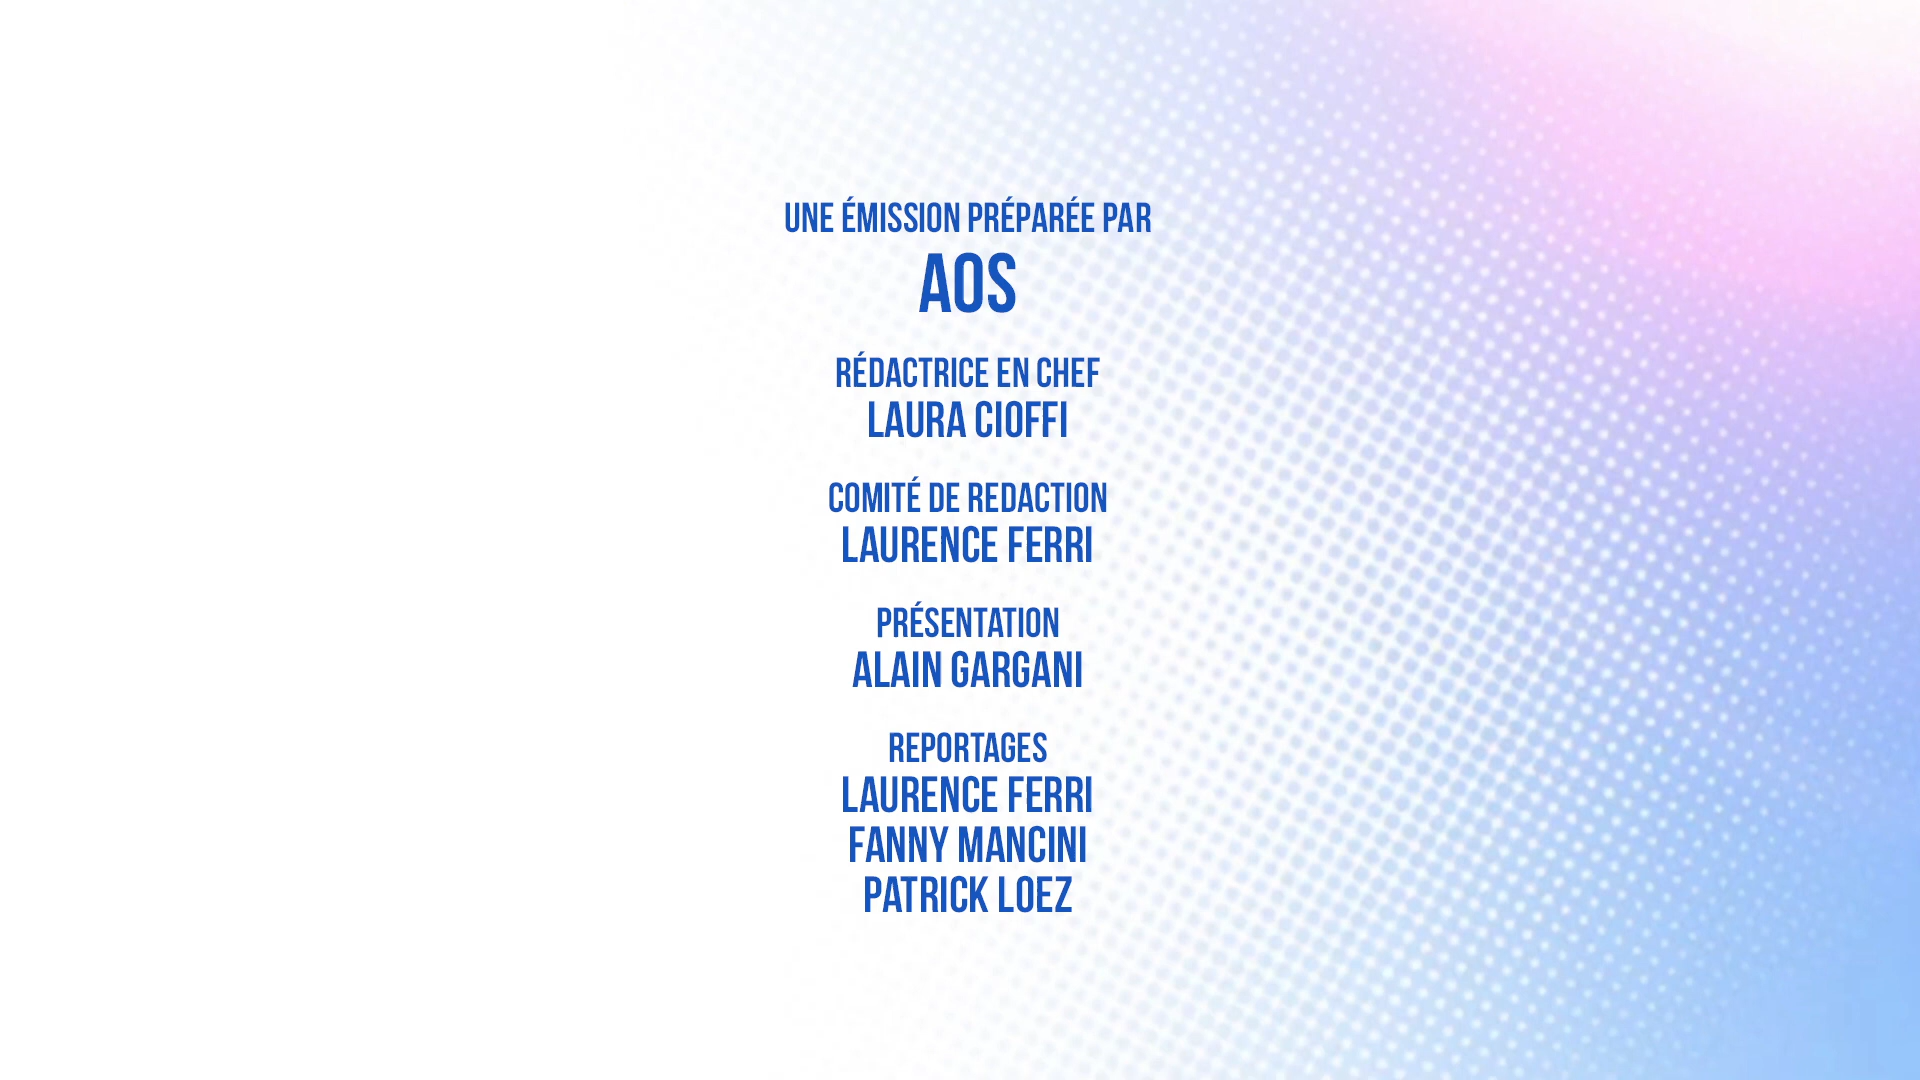 UNE ÉMISSION PRÉPARÉE PAR
AOS
RÉDACTRICE EN CHEF
LAURA CIOFFI
COMITÉ DE REDACTION
LAURENCE FERRI
PRÉSENTATION
ALAIN GARGANI
REPORTAGES
LAURENCE FERRI
FANNY MANCINI
PATRICK LOEZ